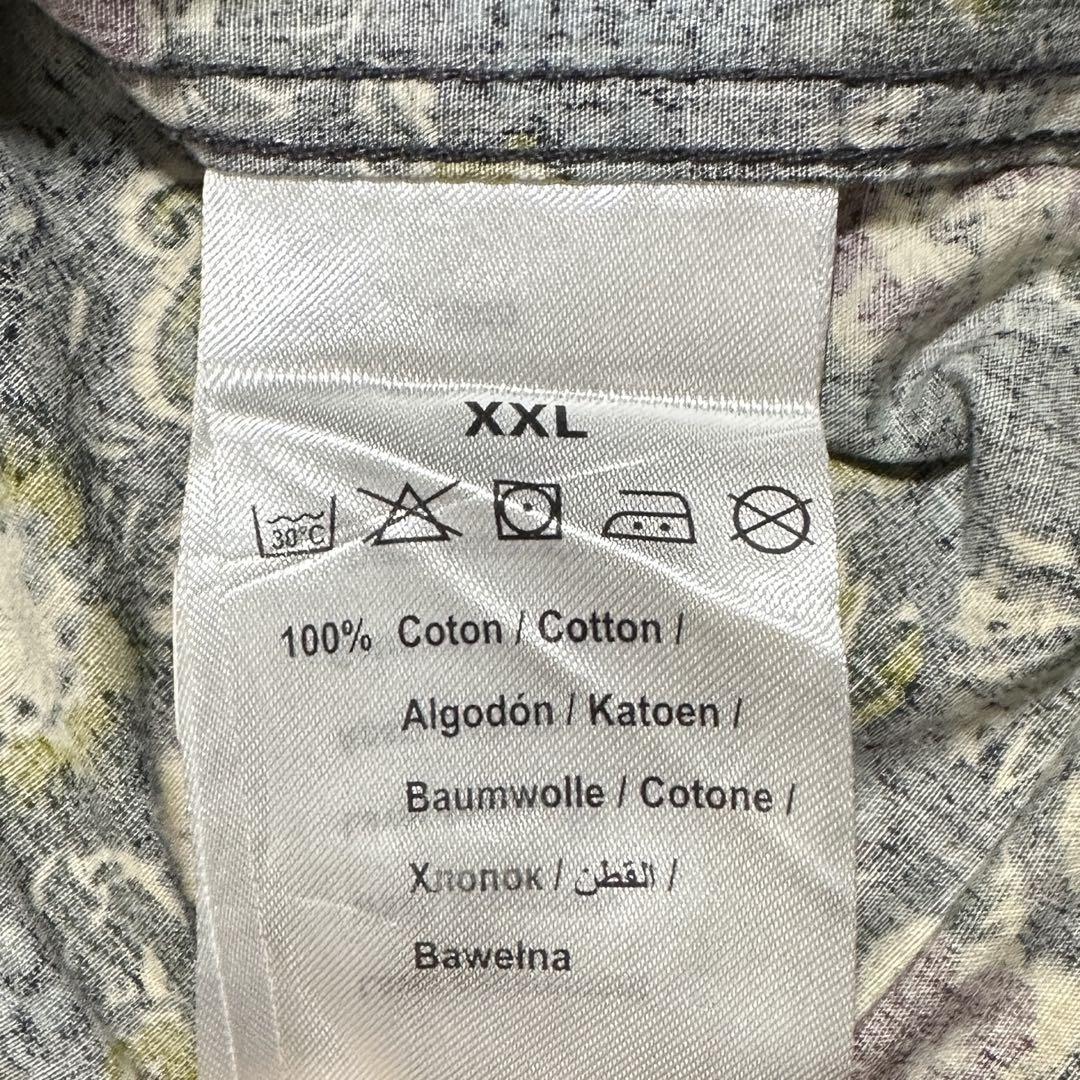 XXL
30°C
100% Coton / Cotton /
Algodón / Katoen /
Baumwolle / Cotone /
Хлопок / القطن /
Bawełna